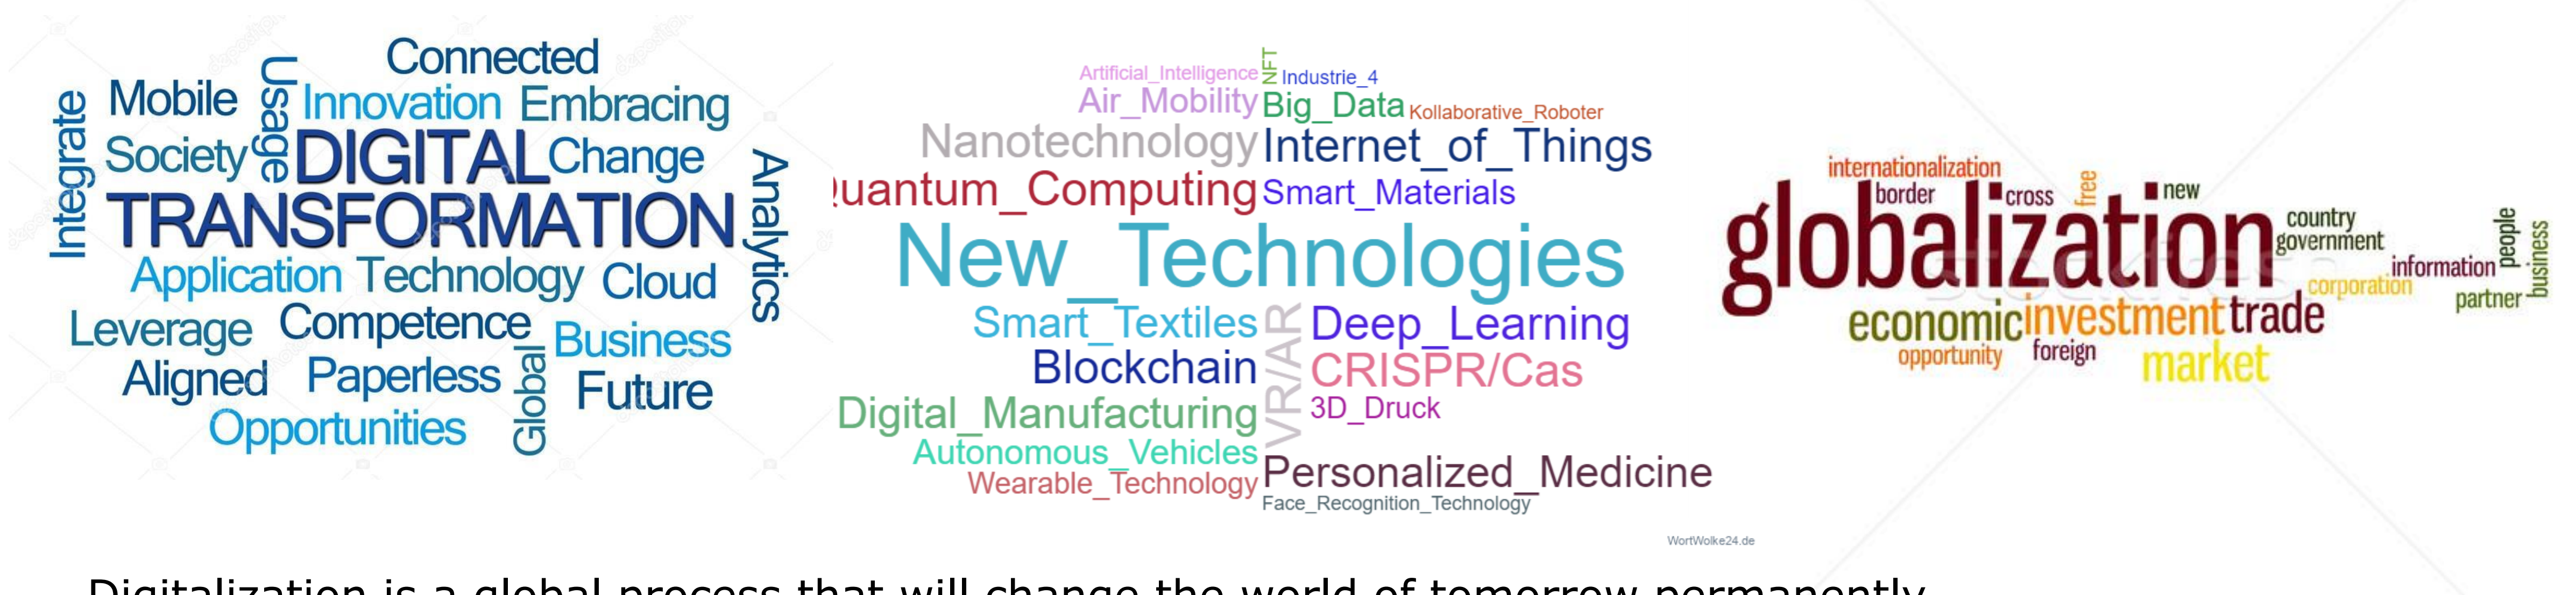 Connected
Mobile
Usage
Innovation
Embracing
Integrate
Society
DIGITAL
Change
TRANSFORMATION
Analytics
Application
Technology
Cloud
Leverage
Competence
Business
Aligned
Paperless
Global
Future
Opportunities
Artificial_Intelligence
NFT
Industrie_4
Air_Mobility
Big_Data
Kollaborative_Roboter
Nanotechnology
Internet_of_Things
uantum_Computing
Smart_Materials
New_Technologies
Smart_Textiles
VR/AR
Deep_Learning
Blockchain
CRISPR/Cas
Digital_Manufacturing
3D_Druck
Autonomous_Vehicles
Personalized_Medicine
Wearable_Technology
Face_Recognition_Technology
WortWolke24.de
internationalization
border
cross
free
new
globalization
country
government
information
people
business
corporation
partner
economic
investment
trade
opportunity
foreign
market
Digitalization is a global process that will change the world of tomorrow permanently